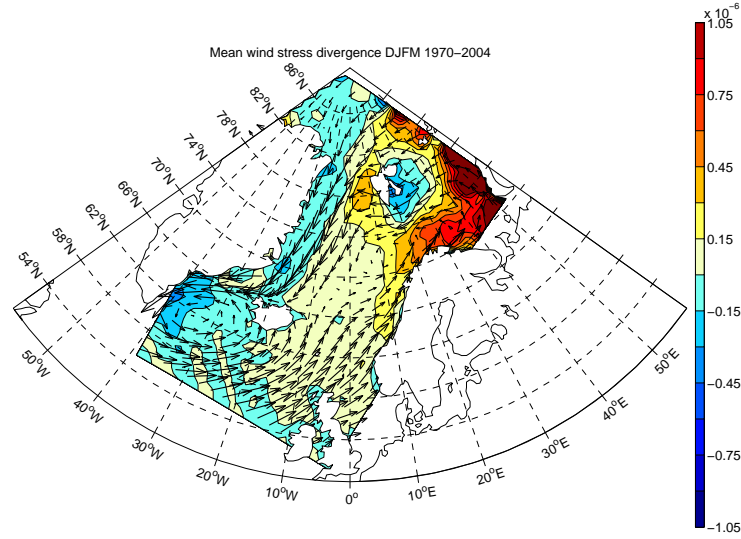 x 10⁻⁶
Mean wind stress divergence DJFM 1970−2004
1.05
0.75
0.45
0.15
−0.15
−0.45
−0.75
−1.05
86°N
82°N
78°N
74°N
70°N
66°N
62°N
58°N
54°N
50°W
40°W
30°W
20°W
10°W
0°
10°E
20°E
30°E
40°E
50°E